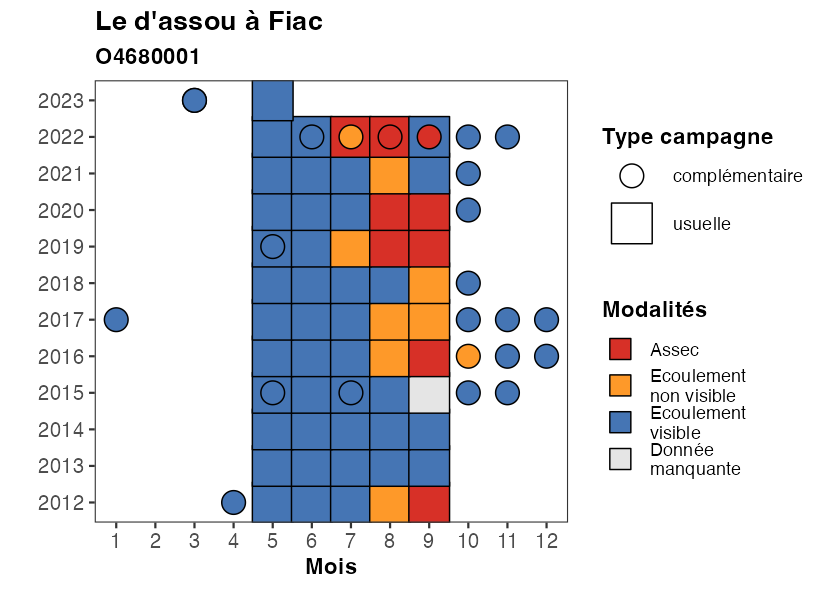 Le d'assou à Fiac
O4680001
2023
2022
2021
2020
2019
2018
2017
2016
2015
2014
2013
2012
1 2 3 4 5 6 7 8 9 10 11 12
Mois
Type campagne
complémentaire
usuelle
Modalités
Assec
Ecoulement
non visible
Ecoulement
visible
Donnée
manquante